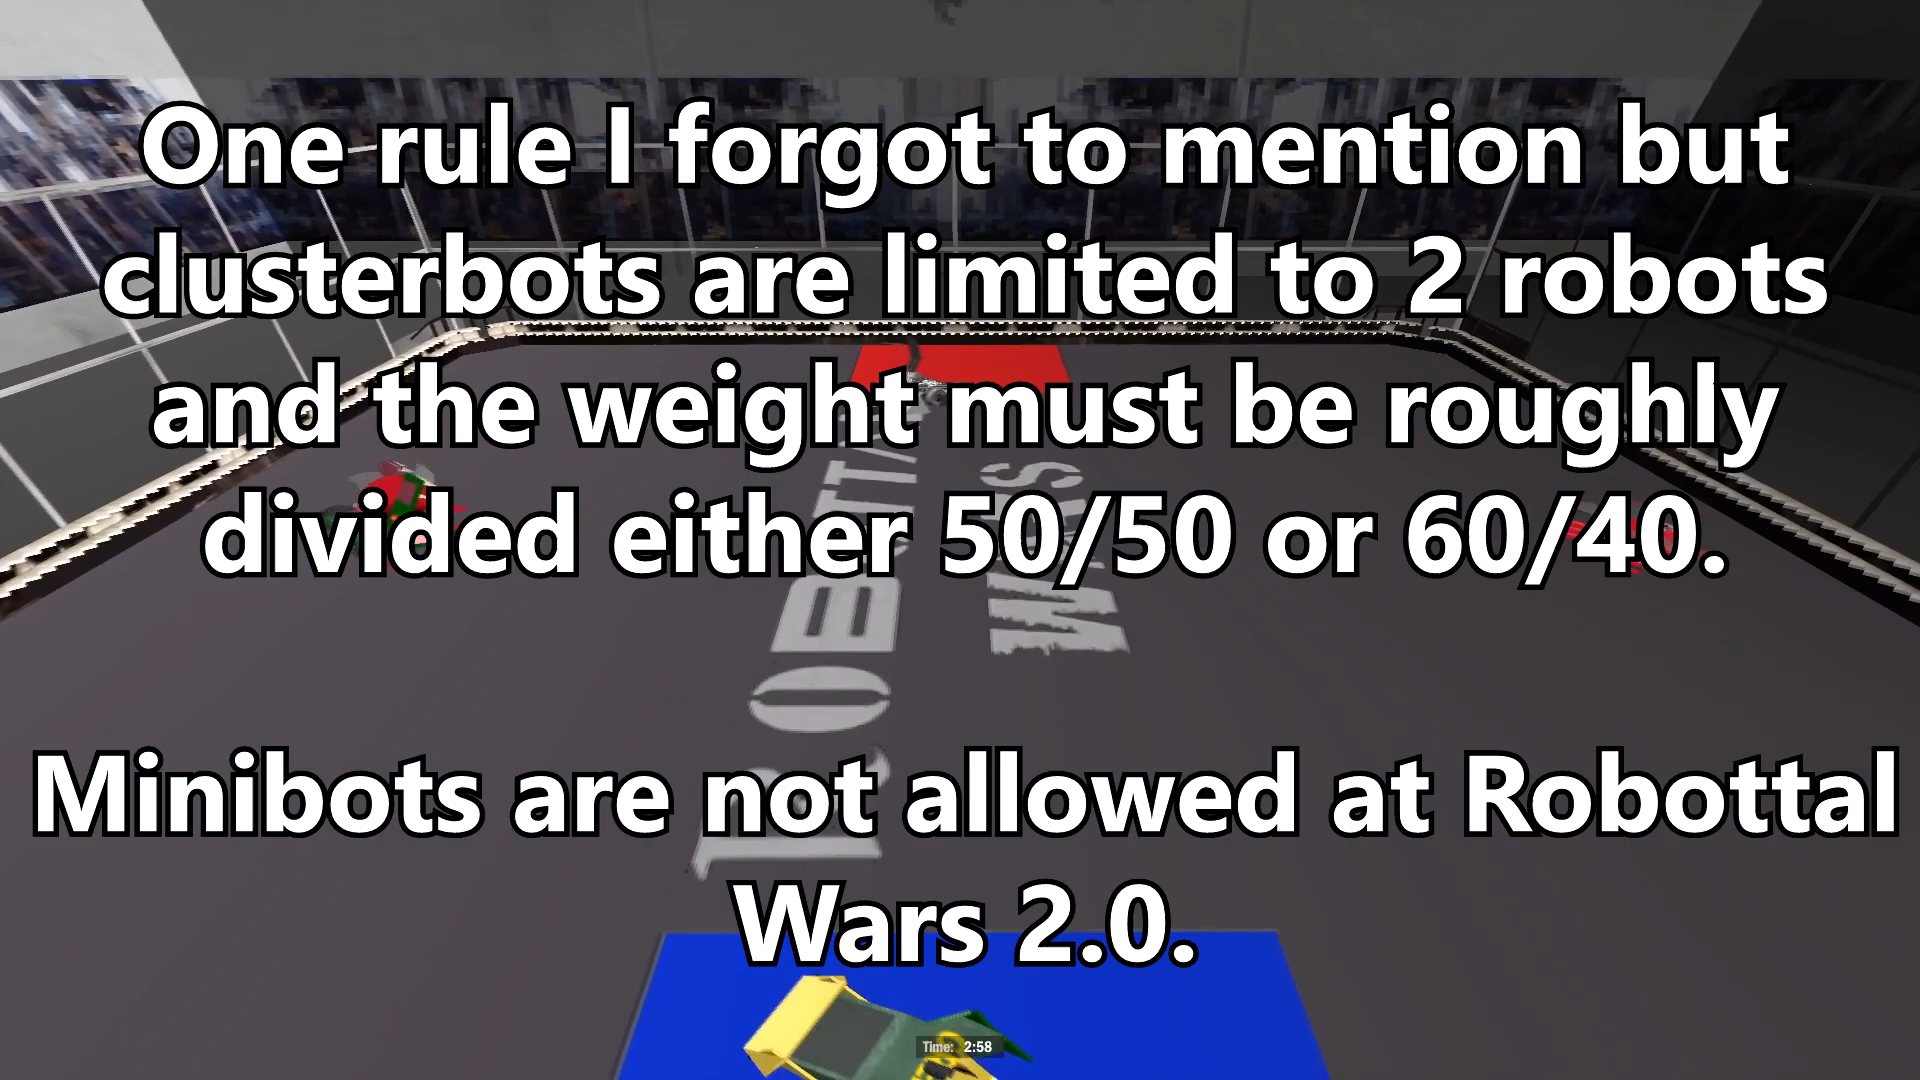 One rule I forgot to mention but
clusterbots are limited to 2 robots
and the weight must be roughly
divided either 50/50 or 60/40.
Minibots are not allowed at Robottal
Wars 2.0.
WARS
Time: 2:58